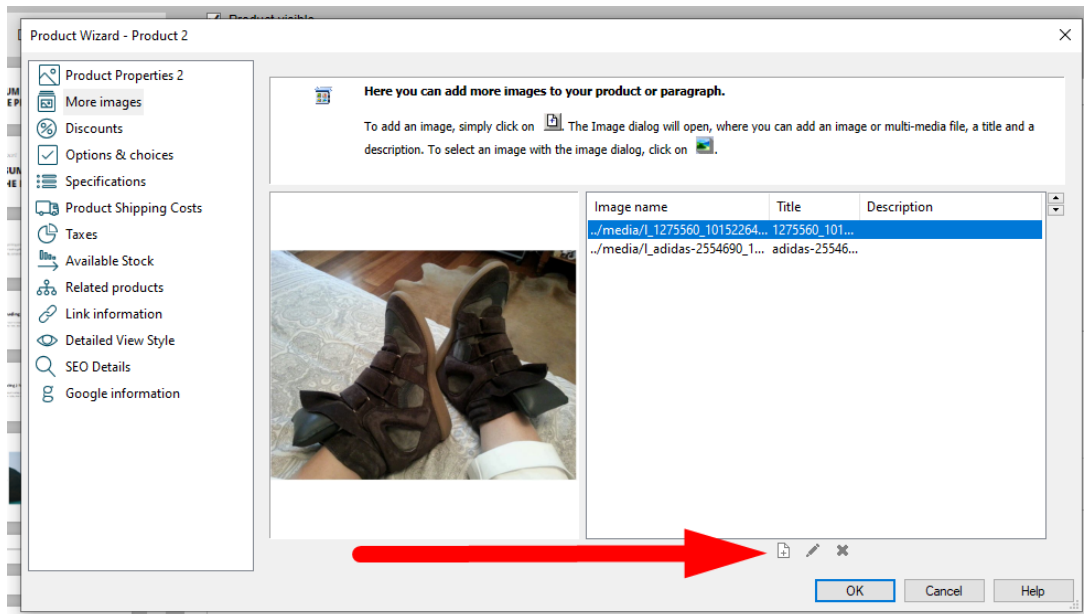 Product visible
Product Wizard - Product 2
Product Properties 2
More images
Discounts
Options & choices
Specifications
Product Shipping Costs
Taxes
Available Stock
Related products
Link information
Detailed View Style
SEO Details
Google information
Here you can add more images to your product or paragraph.
To add an image, simply click on The Image dialog will open, where you can add an image or multi-media file, a title and a
description. To select an image with the image dialog, click on .
Image name Title Description
../media/l_1275560_10152264... 1275560_101...
../media/l_adidas-2554690_1... adidas-25546...
OK Cancel Help